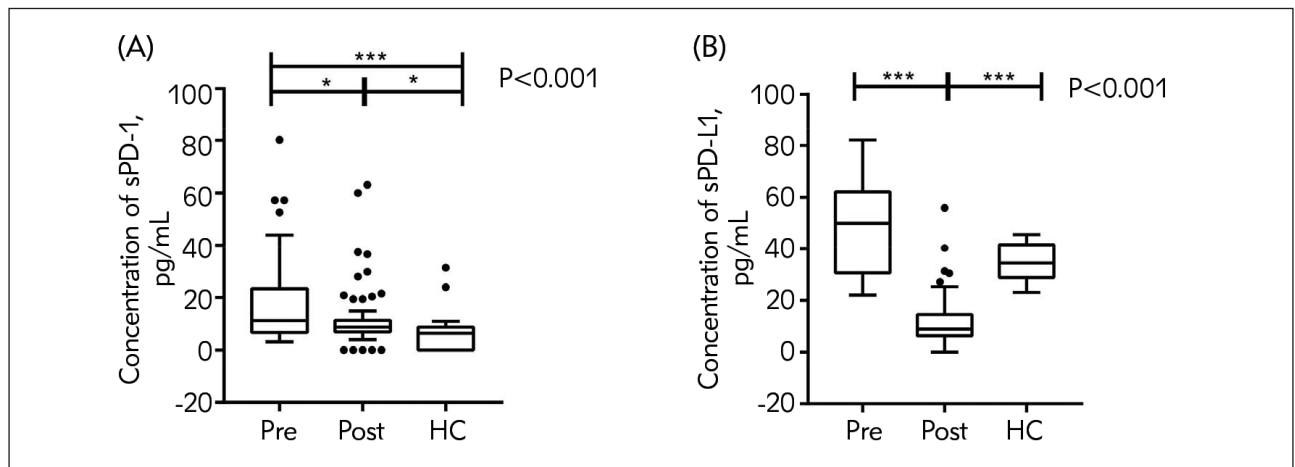 (A)
***
* *
P<0.001
Concentration of sPD-1,
pg/mL
100
80
60
40
20
0
-20
Pre Post HC
(B)
*** ***
P<0.001
Concentration of sPD-L1,
pg/mL
100
80
60
40
20
0
-20
Pre Post HC